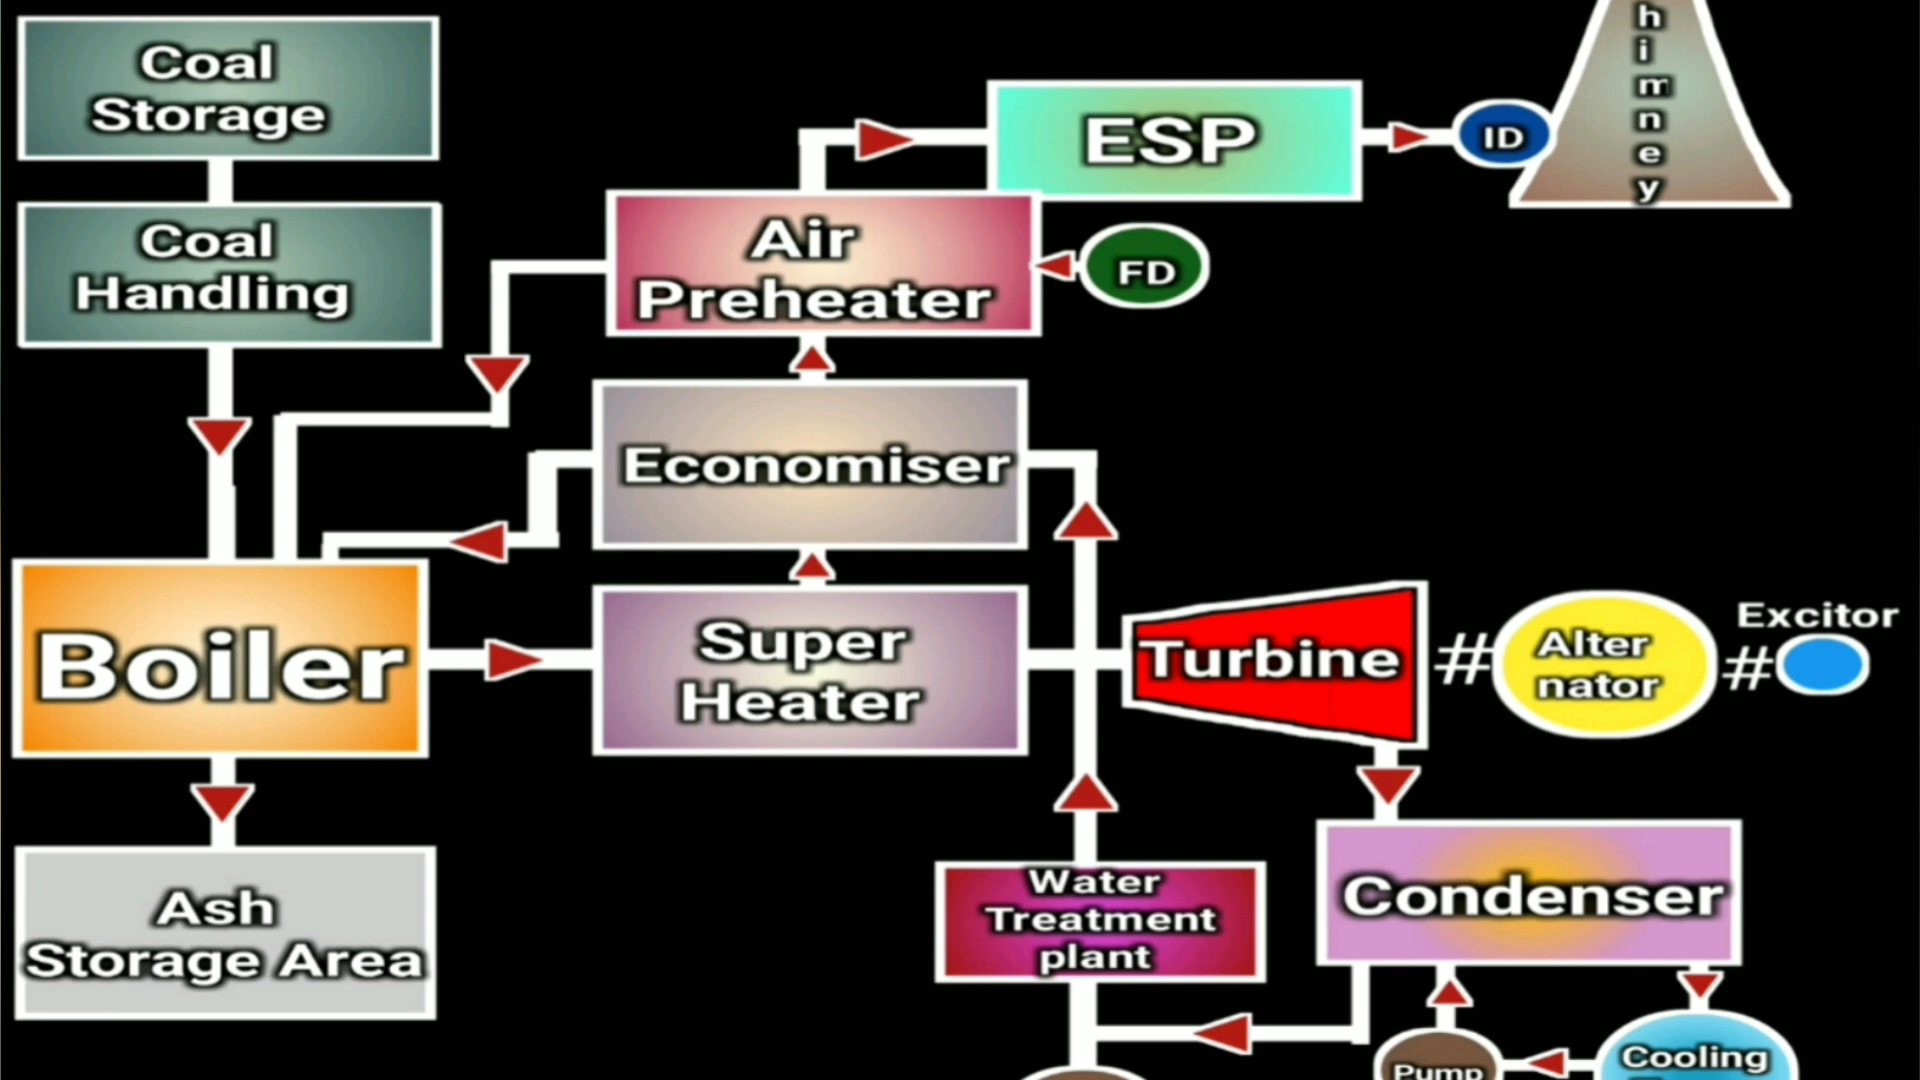 Coal
Storage
Coal
Handling
ESP
ID
h
i
m
n
e
y
Air
Preheater
FD
Economiser
Boiler
Super
Heater
Turbine
#
Alter
nator
#
Excitor
Ash
Storage Area
Water
Treatment
plant
Condenser
Pump
Cooling